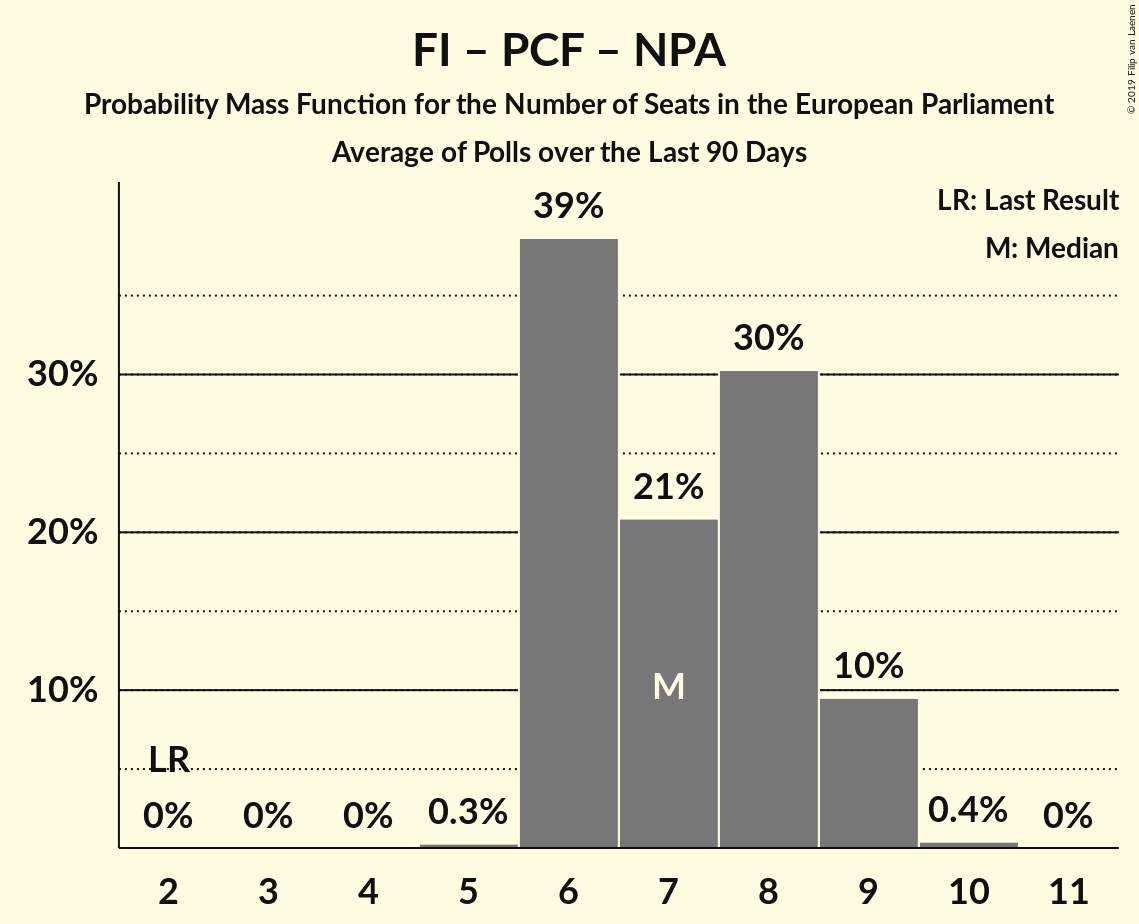 FI – PCF – NPA
Probability Mass Function for the Number of Seats in the European Parliament
Average of Polls over the Last 90 Days
© 2019 Filip van Laenen
LR: Last Result
M: Median
39%
30%
30%
21%
20%
10%
M
10%
LR
0% 0% 0% 0.3% 0.4% 0%
2 3 4 5 6 7 8 9 10 11